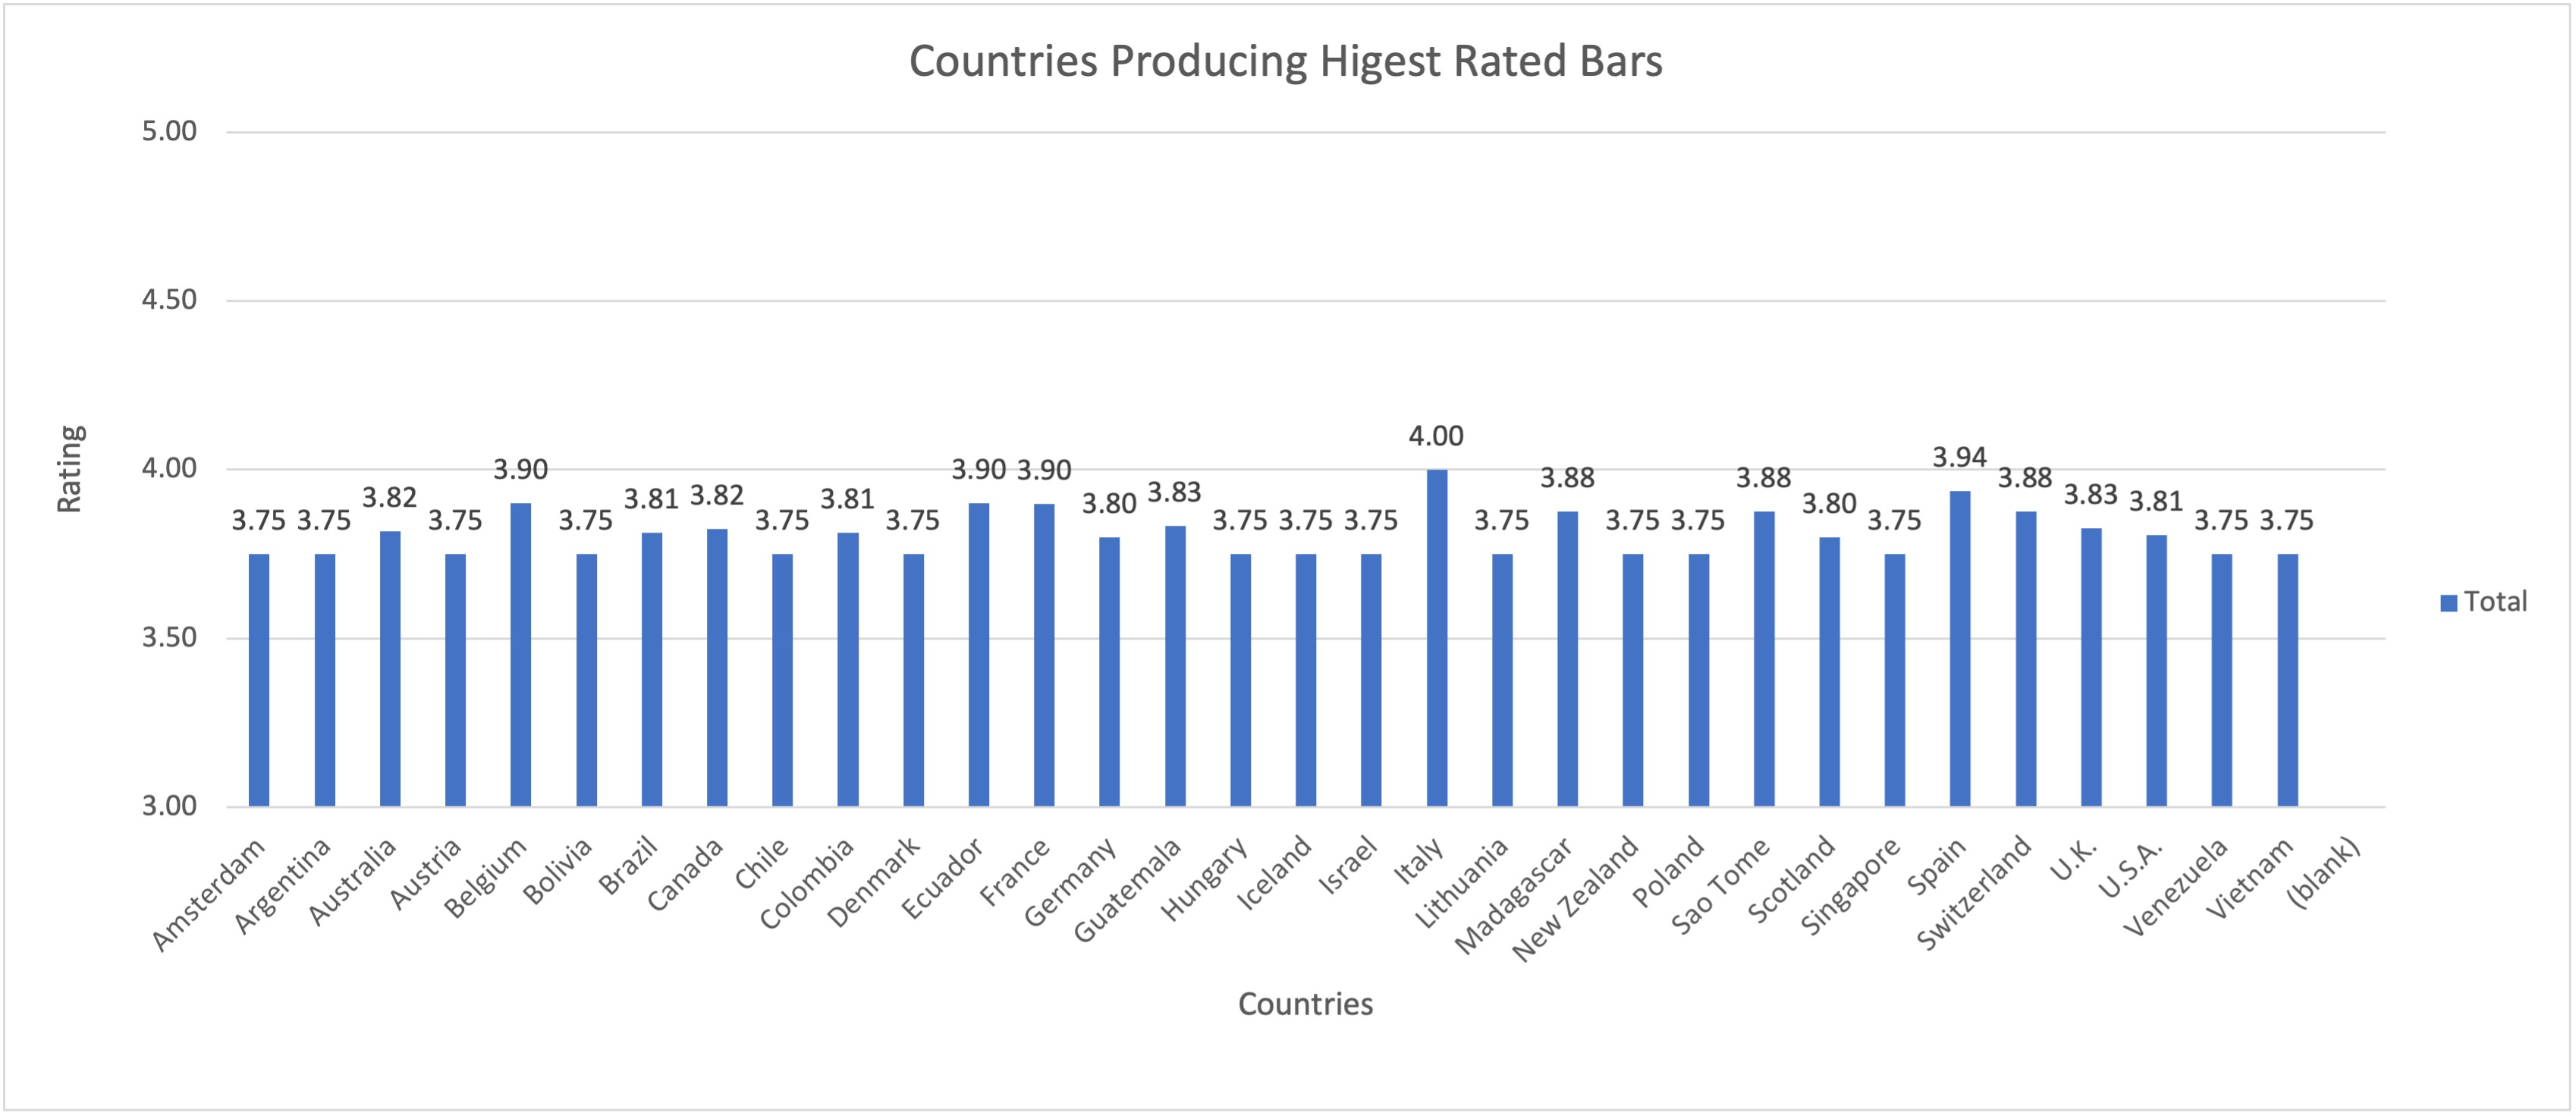 Countries Producing Higest Rated Bars
5.00
4.50
4.00
3.50
3.00
Rating
3.75 3.75 3.82 3.75 3.90 3.75 3.81 3.82 3.75 3.81 3.75 3.90 3.90 3.80 3.83 3.75 3.75 3.75 4.00 3.75 3.88 3.75 3.75 3.88 3.80 3.75 3.94 3.88 3.83 3.81 3.75 3.75
Amsterdam
Argentina
Australia
Austria
Belgium
Bolivia
Brazil
Canada
Chile
Colombia
Denmark
Ecuador
France
Germany
Guatemala
Hungary
Iceland
Israel
Italy
Lithuania
Madagascar
New Zealand
Poland
Sao Tome
Scotland
Singapore
Spain
Switzerland
U.K.
U.S.A.
Venezuela
Vietnam
(blank)
Countries
Total